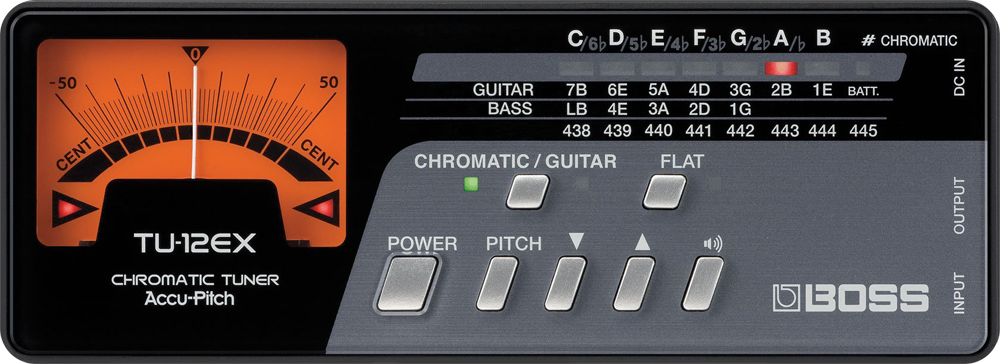 0
-50
50
CENT
CENT
TU-12EX
CHROMATIC TUNER
Accu-Pitch
C/6♭ D/5♭ E/4♭ F/3♭ G/2♭ A/♭ B # CHROMATIC
GUITAR 7B 6E 5A 4D 3G 2B 1E BATT.
BASS LB 4E 3A 2D 1G
438 439 440 441 442 443 444 445
CHROMATIC / GUITAR FLAT
POWER PITCH ▼ ▲
BOSS
DC IN
OUTPUT
INPUT